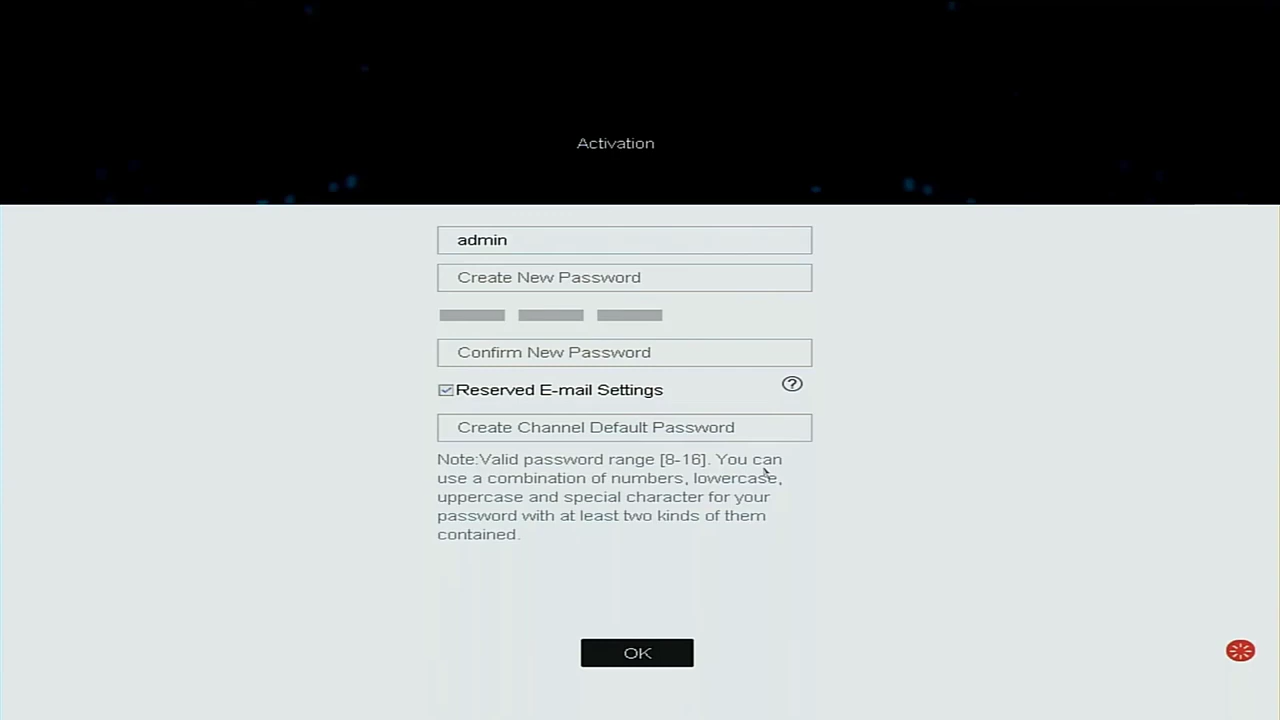 Activation
admin
Create New Password
Confirm New Password
Reserved E-mail Settings
Create Channel Default Password
Note:Valid password range [8-16]. You can
use a combination of numbers, lowercase,
uppercase and special character for your
password with at least two kinds of them
contained.
OK